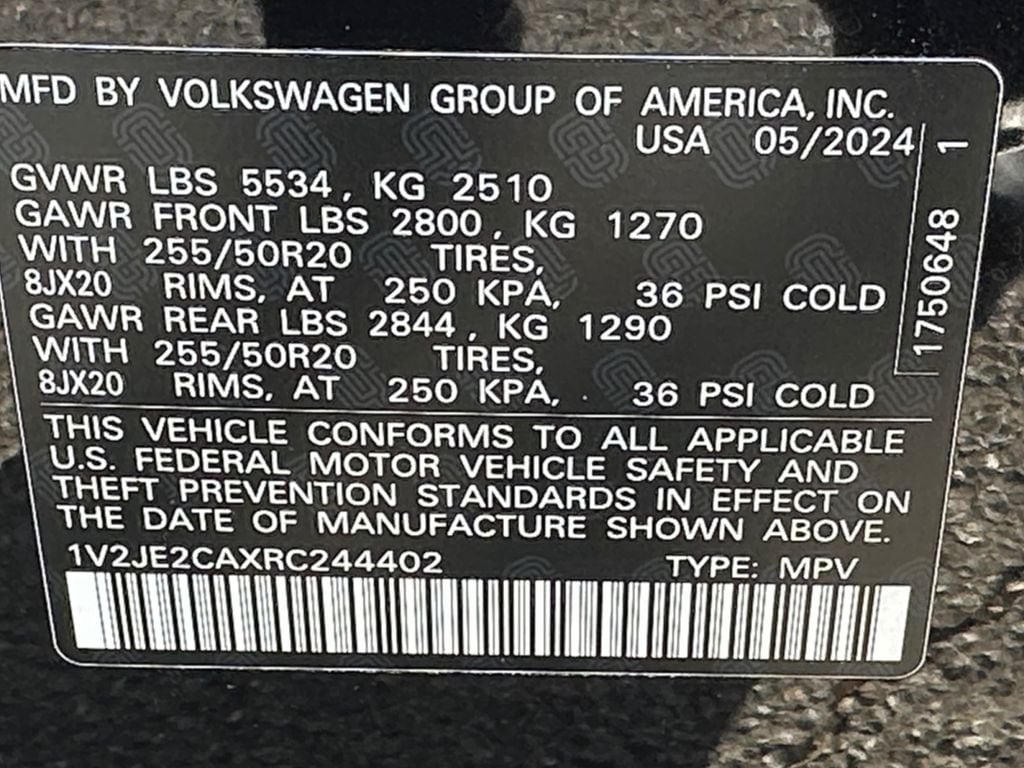 MFD BY VOLKSWAGEN GROUP OF AMERICA, INC.
USA 05/2024
GVWR LBS 5534, KG 2510
GAWR FRONT LBS 2800, KG 1270
WITH 255/50R20 TIRES,
8JX20 RIMS, AT 250 KPA, 36 PSI COLD
GAWR REAR LBS 2844, KG 1290
WITH 255/50R20 TIRES,
8JX20 RIMS, AT 250 KPA, 36 PSI COLD
THIS VEHICLE CONFORMS TO ALL APPLICABLE
U.S. FEDERAL MOTOR VEHICLE SAFETY AND
THEFT PREVENTION STANDARDS IN EFFECT ON
THE DATE OF MANUFACTURE SHOWN ABOVE.
1V2JE2CAXRC244402 TYPE: MPV
1750648 1